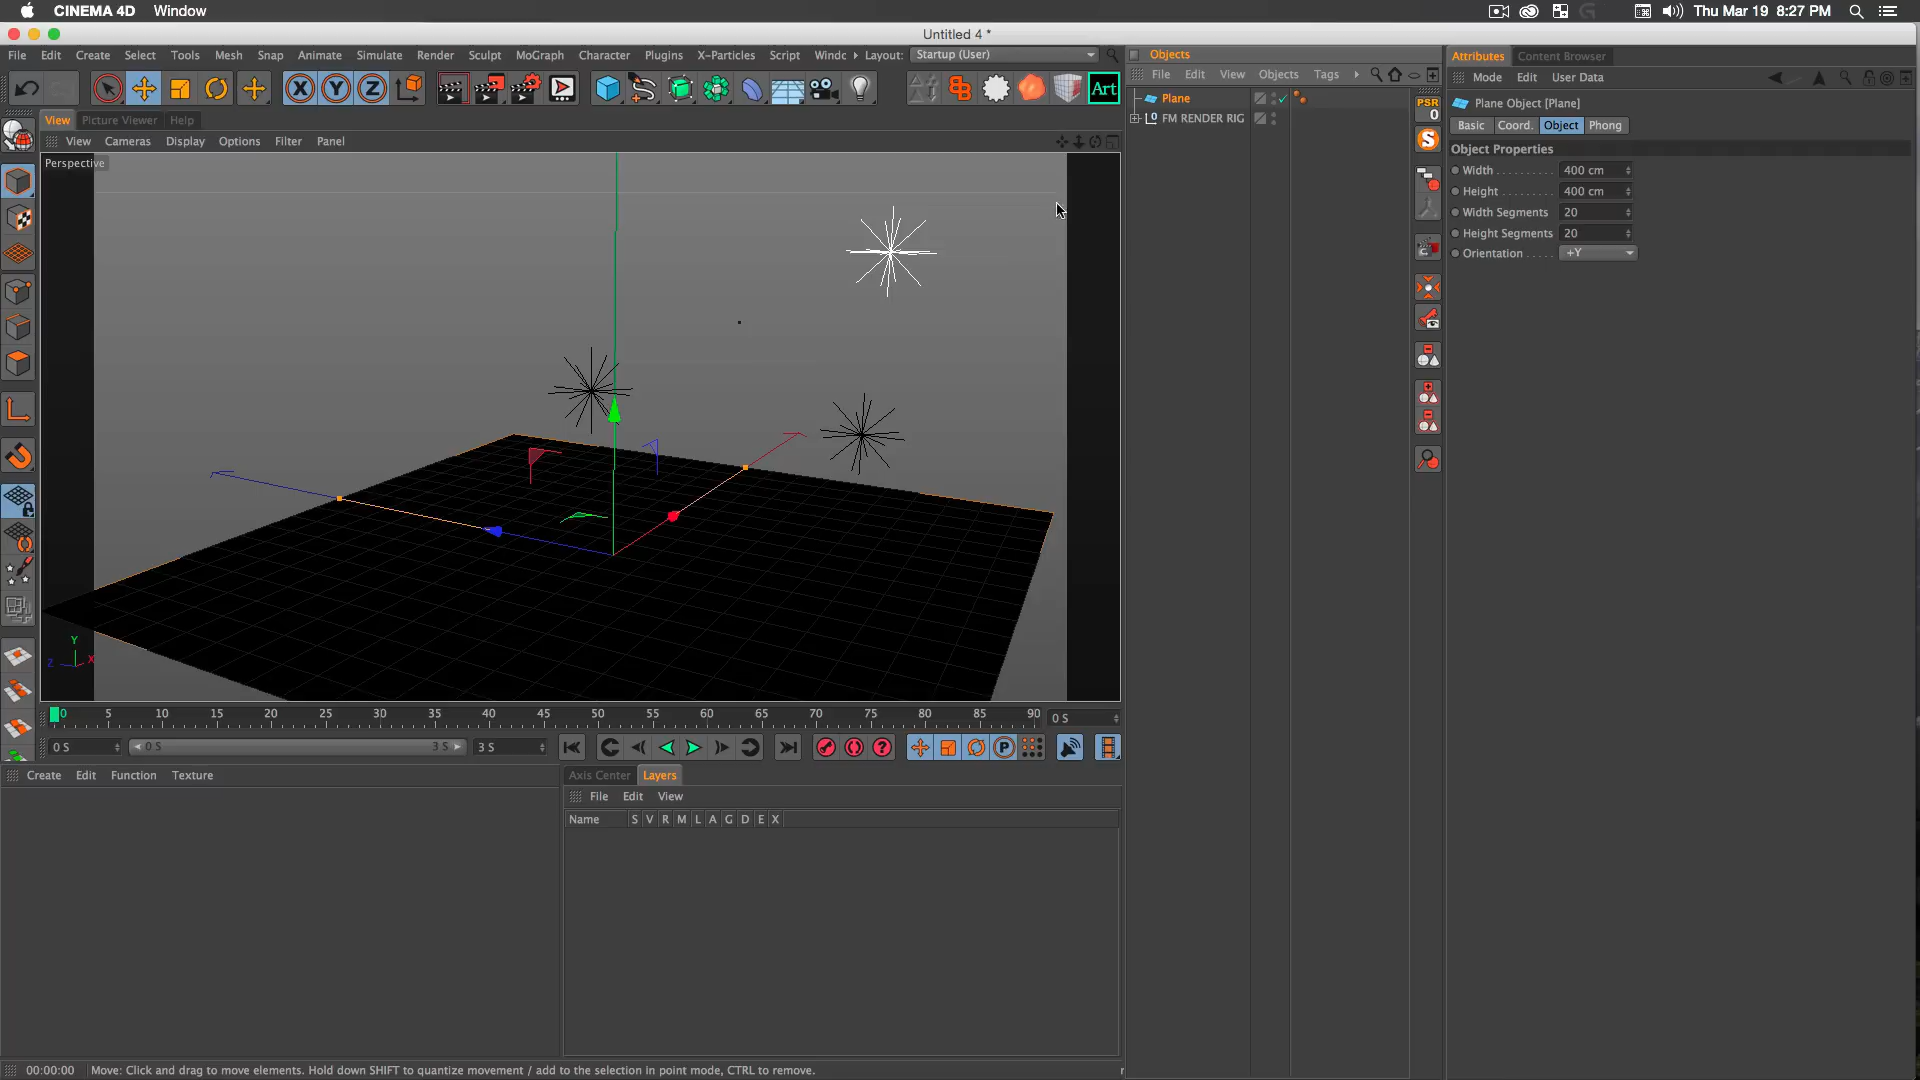 CINEMA 4D Window
Thu Mar 19 8:27 PM
Untitled 4 *
File Edit Create Select Tools Mesh Snap Animate Simulate Render Sculpt MoGraph Character Plugins X-Particles Script Windc Layout: Startup (User)
Objects
Attributes Content Browser
File Edit View Objects Tags
Mode Edit User Data
X Y Z
Art
Plane
PSR
0
Plane Object [Plane]
FM RENDER RIG
Basic Coord. Object Phong
View Picture Viewer Help
View Cameras Display Options Filter Panel
Object Properties
Perspective
Width . . . . . . . . . 400 cm
Height . . . . . . . . 400 cm
Width Segments 20
Height Segments 20
Orientation . . . . . +Y
Y
Z X
0 5 10 15 20 25 30 35 40 45 50 55 60 65 70 75 80 85 90 0 S
0 S 0 S 3 S 3 S
P
Create Edit Function Texture
Axis Center Layers
File Edit View
Name S V R M L A G D E X
00:00:00 Move: Click and drag to move elements. Hold down SHIFT to quantize movement / add to the selection in point mode, CTRL to remove.